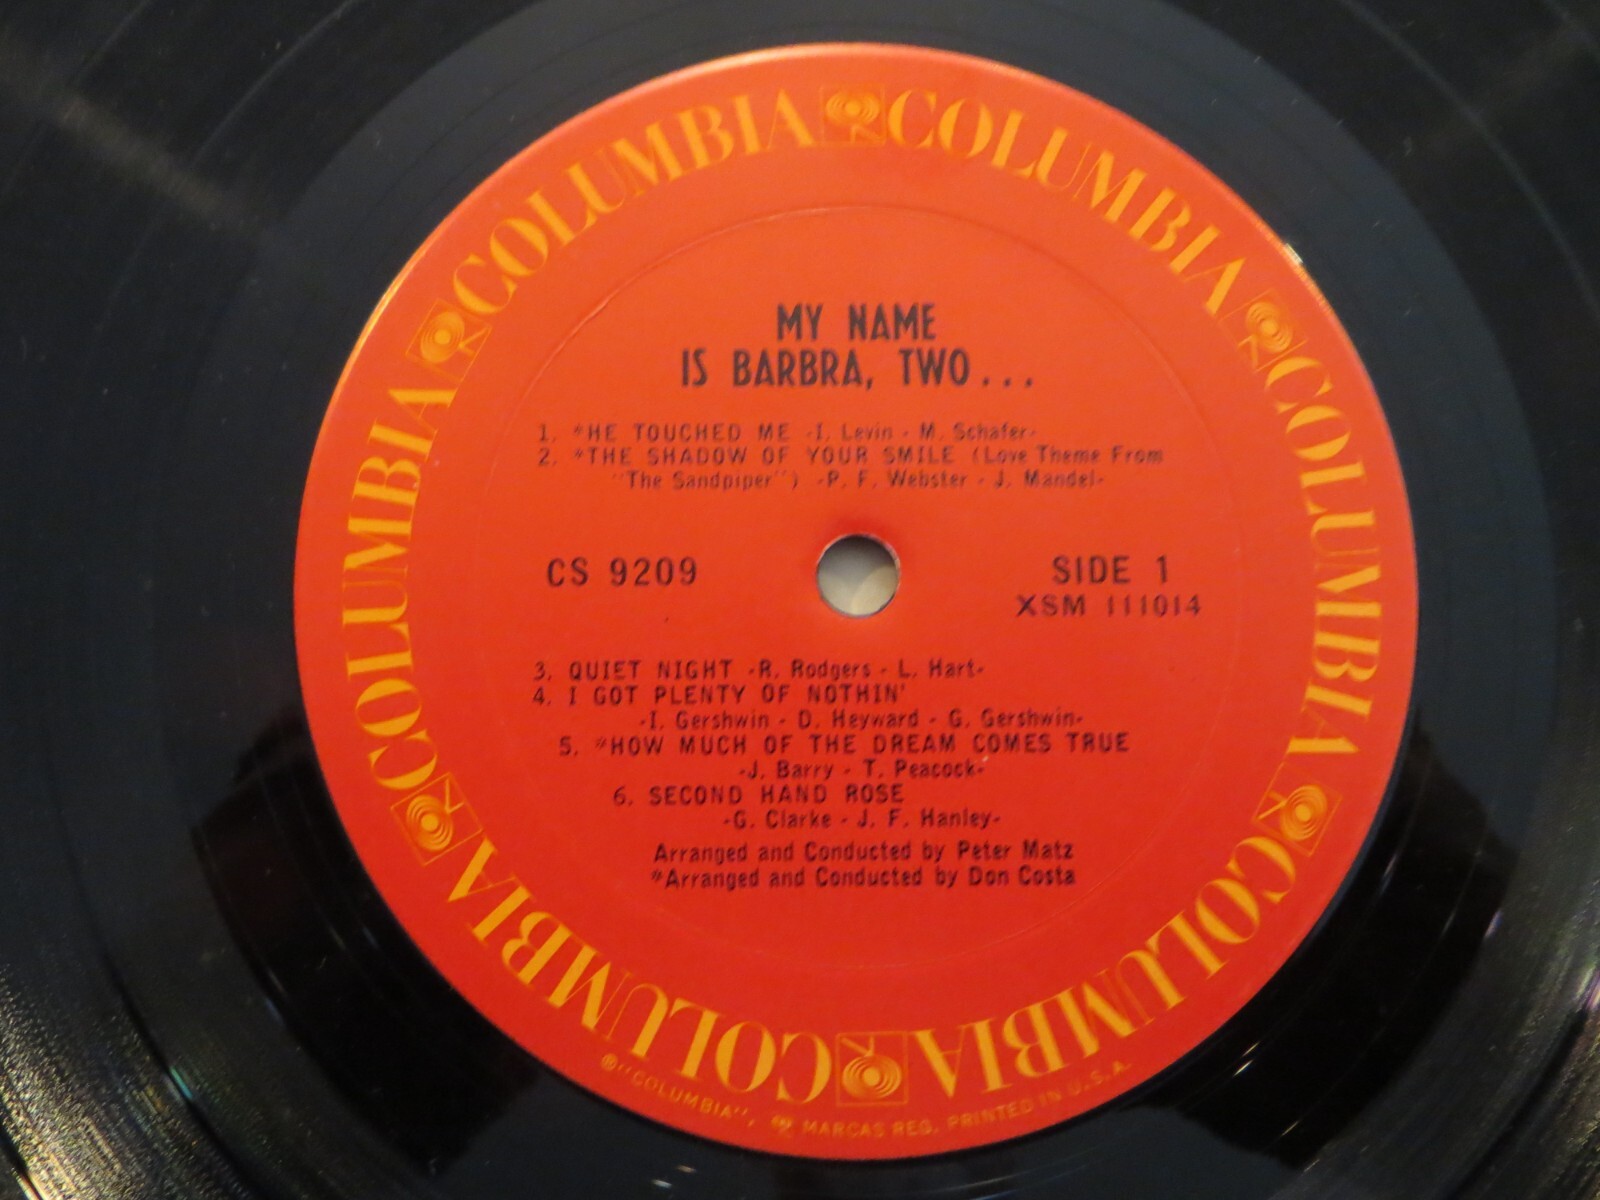 COLUMBIA COLUMBIA COLUMBIA COLUMBIA COLUMBIA COLUMBIA
MY NAME
IS BARBRA, TWO...
1. *HE TOUCHED ME -I. Levin - M. Schafer-
2. *THE SHADOW OF YOUR SMILE (Love Theme From
"The Sandpiper") -P. F. Webster - J. Mandel-
CS 9209
SIDE 1
XSM 111014
3. QUIET NIGHT -R. Rodgers - L. Hart-
4. I GOT PLENTY OF NOTHIN'
-I. Gershwin - D. Heyward - G. Gershwin-
5. *HOW MUCH OF THE DREAM COMES TRUE
-J. Barry - T. Peacock-
6. SECOND HAND ROSE
-G. Clarke - J. F. Hanley-
Arranged and Conducted by Peter Matz
*Arranged and Conducted by Don Costa
®"COLUMBIA", MARCAS REG. PRINTED IN U.S.A.